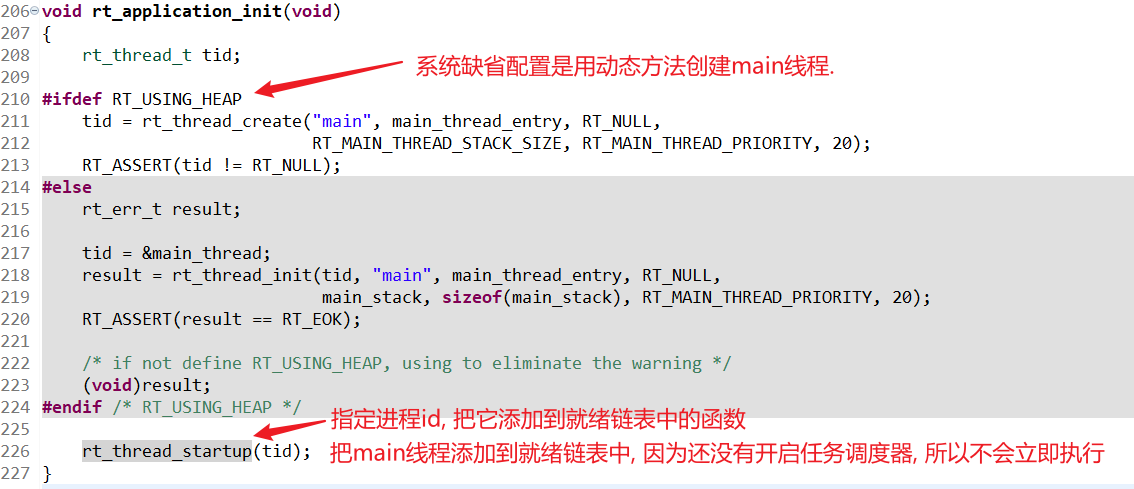 206 void rt_application_init(void)
207 {
208     rt_thread_t tid;
系统缺省配置是用动态方法创建main线程.
209
210 #ifdef RT_USING_HEAP
211     tid = rt_thread_create("main", main_thread_entry, RT_NULL,
212                            RT_MAIN_THREAD_STACK_SIZE, RT_MAIN_THREAD_PRIORITY, 20);
213     RT_ASSERT(tid != RT_NULL);
214 #else
215     rt_err_t result;
216
217     tid = &main_thread;
218     result = rt_thread_init(tid, "main", main_thread_entry, RT_NULL,
219                             main_stack, sizeof(main_stack), RT_MAIN_THREAD_PRIORITY, 20);
220     RT_ASSERT(result == RT_EOK);
221
222     /* if not define RT_USING_HEAP, using to eliminate the warning */
223     (void)result;
224 #endif /* RT_USING_HEAP */
指定进程id, 把它添加到就绪链表中的函数
225
226     rt_thread_startup(tid);
把main线程添加到就绪链表中, 因为还没有开启任务调度器, 所以不会立即执行
227 }